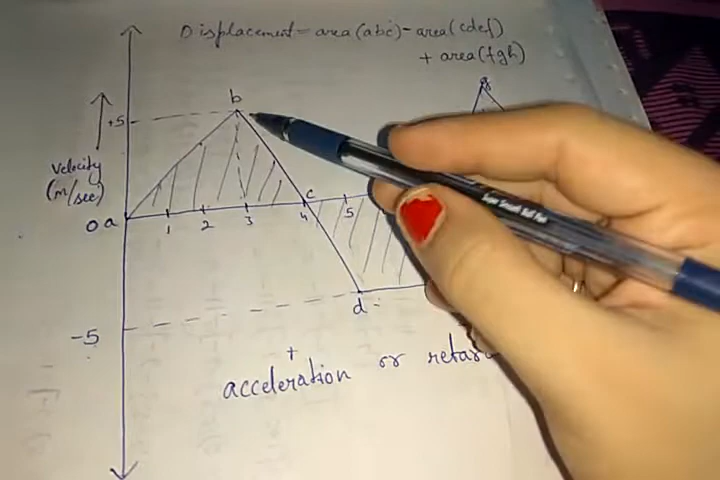 Displacement = area (abc) - area (cdef)
+ area (fgh)
g
b
+5
Velocity
(m/sec)
0 a
1
2
3
4
c
5
d
-5
+
acceleration or retar